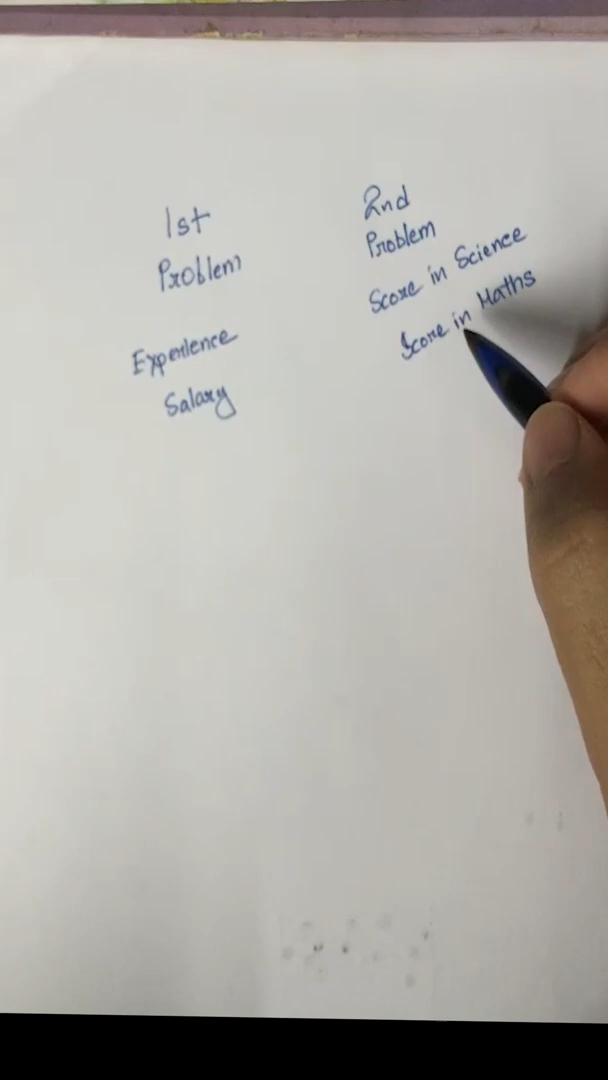 1st
Problem
Experience
Salary
2nd
Problem
Score in Science
Score in Maths